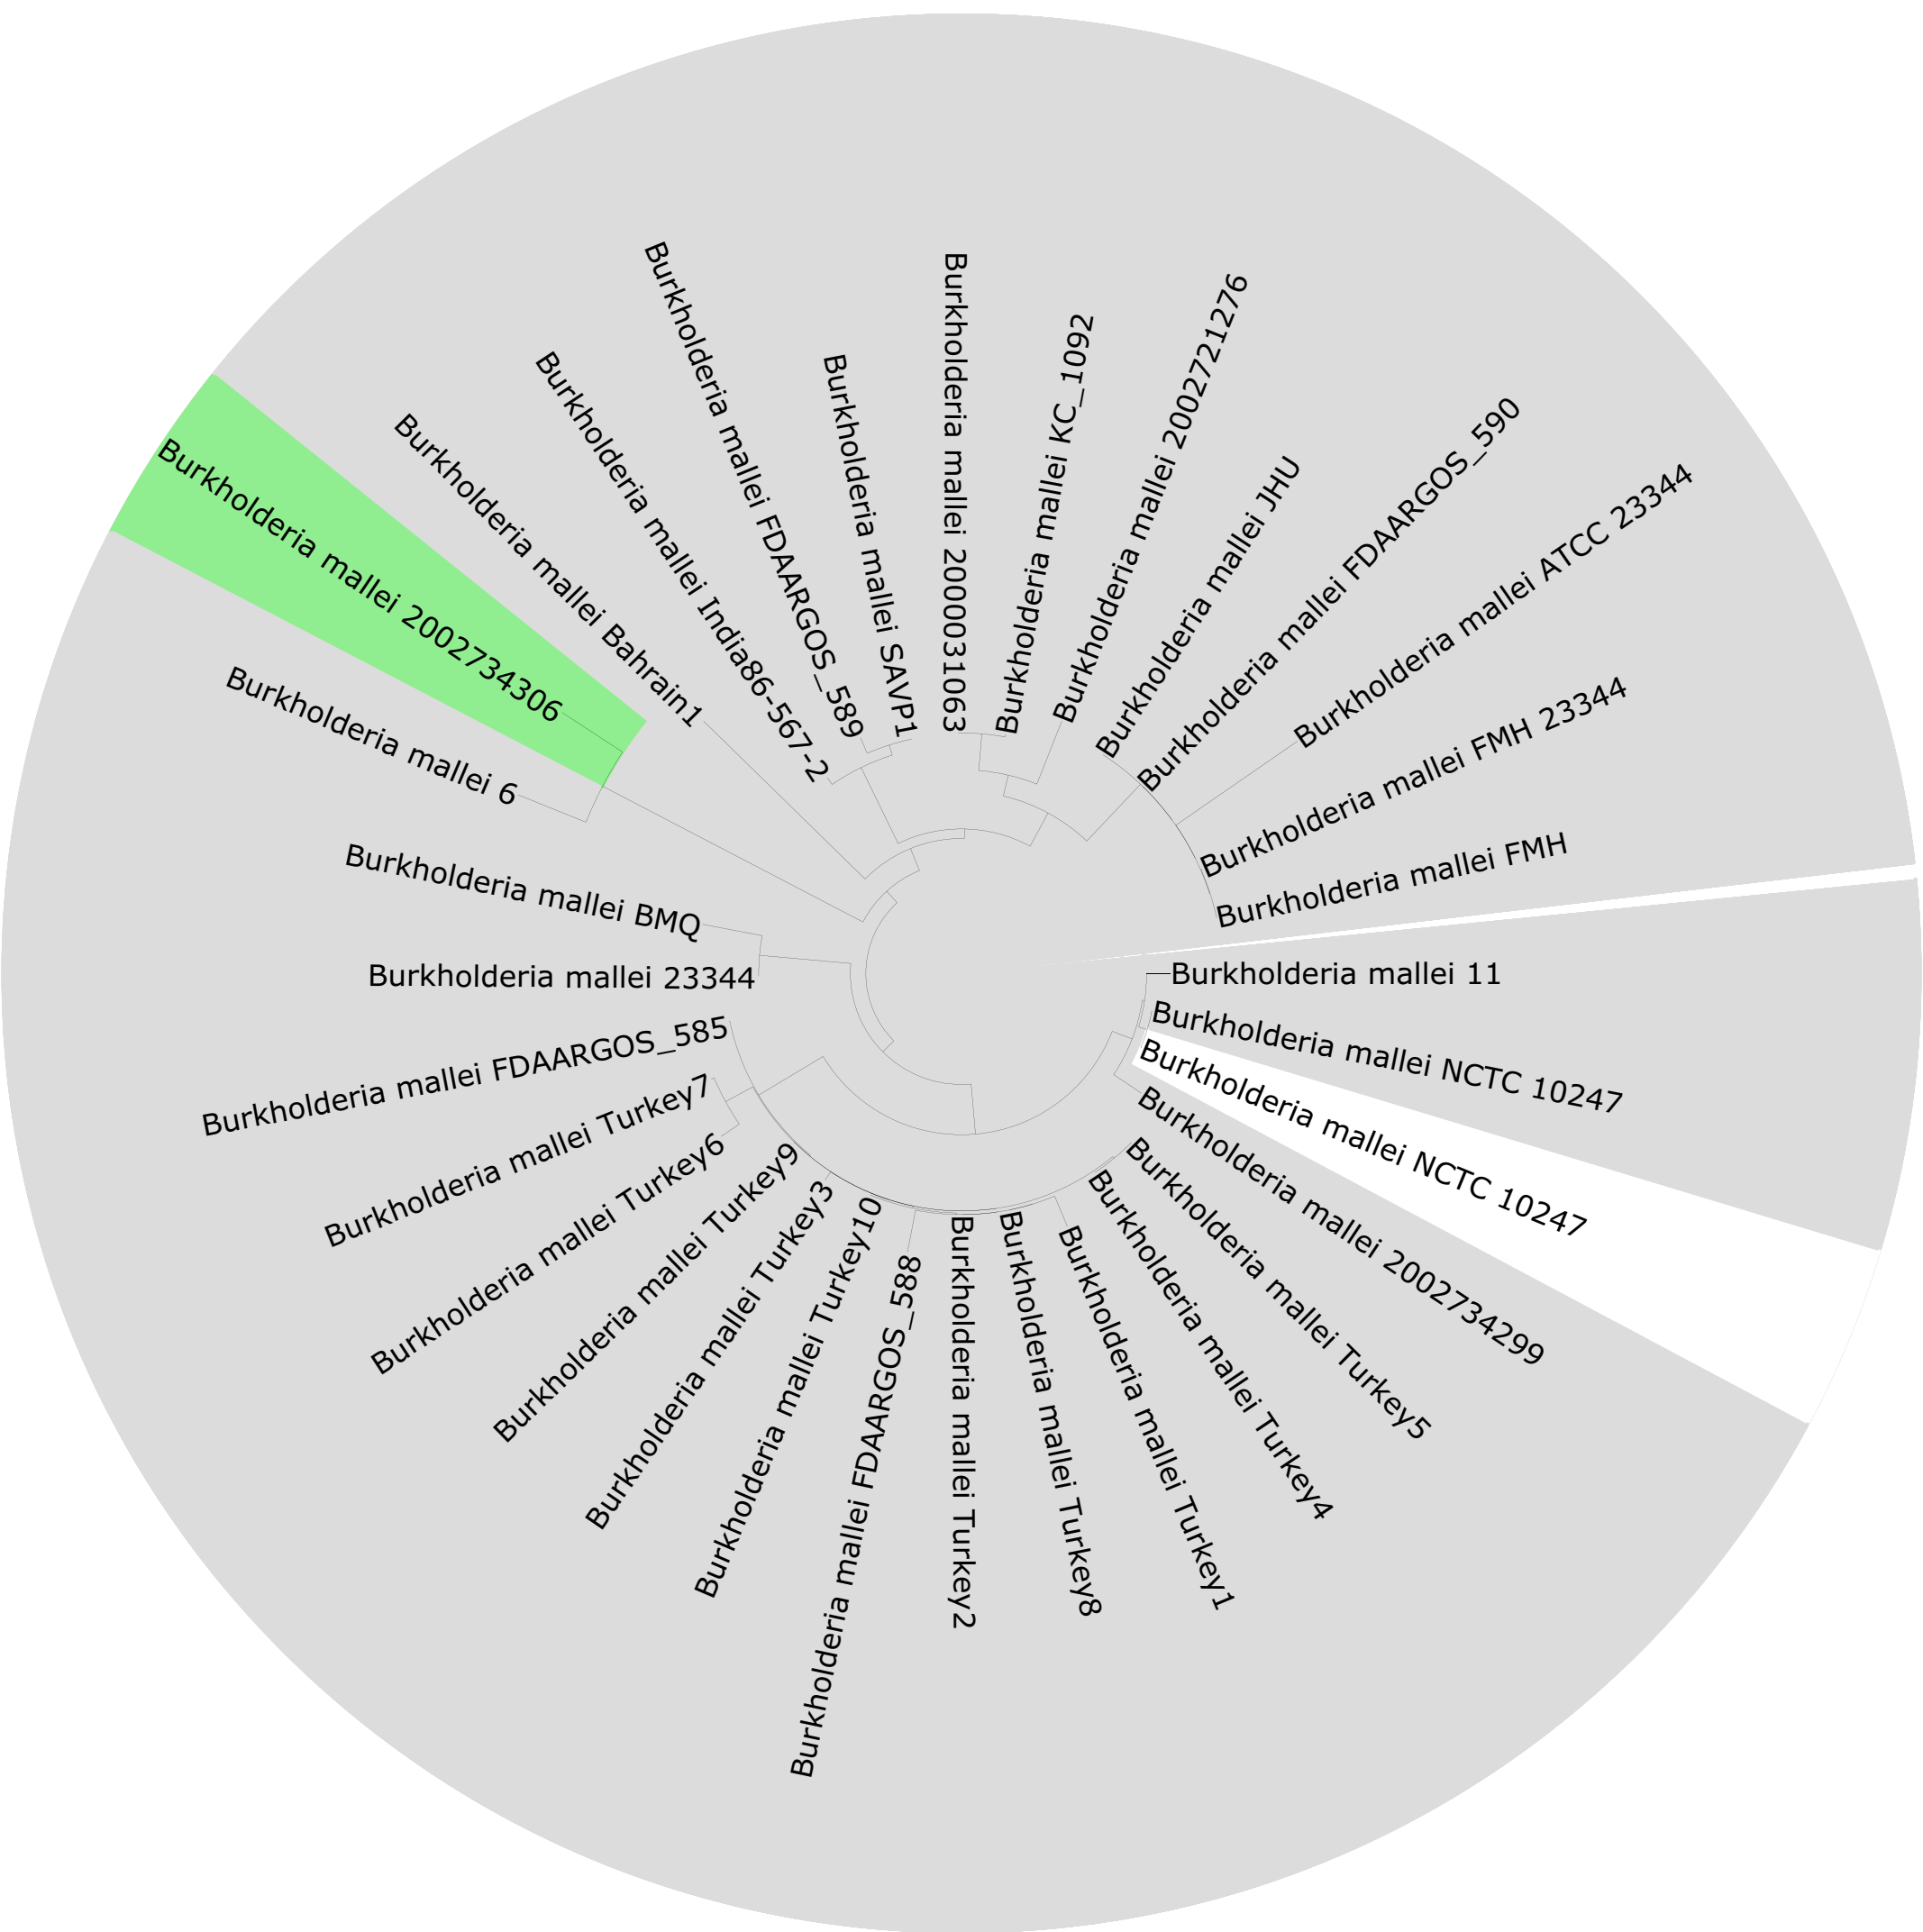 Burkholderia mallei 2000031063
Burkholderia mallei KC_1092
Burkholderia mallei 2002721276
Burkholderia mallei JHU
Burkholderia mallei FDAARGOS_590
Burkholderia mallei ATCC 23344
Burkholderia mallei FMH 23344
Burkholderia mallei FMH
Burkholderia mallei 11
Burkholderia mallei NCTC 10247
Burkholderia mallei NCTC 10247
Burkholderia mallei 2002734299
Burkholderia mallei Turkey5
Burkholderia mallei Turkey4
Burkholderia mallei Turkey1
Burkholderia mallei Turkey8
Burkholderia mallei Turkey2
Burkholderia mallei FDAARGOS_588
Burkholderia mallei Turkey10
Burkholderia mallei Turkey3
Burkholderia mallei Turkey9
Burkholderia mallei Turkey6
Burkholderia mallei Turkey7
Burkholderia mallei FDAARGOS_585
Burkholderia mallei 23344
Burkholderia mallei BMQ
Burkholderia mallei 6
Burkholderia mallei 2002734306
Burkholderia mallei Bahrain1
Burkholderia mallei India86-567-2
Burkholderia mallei FDAARGOS_589
Burkholderia mallei SAVP1